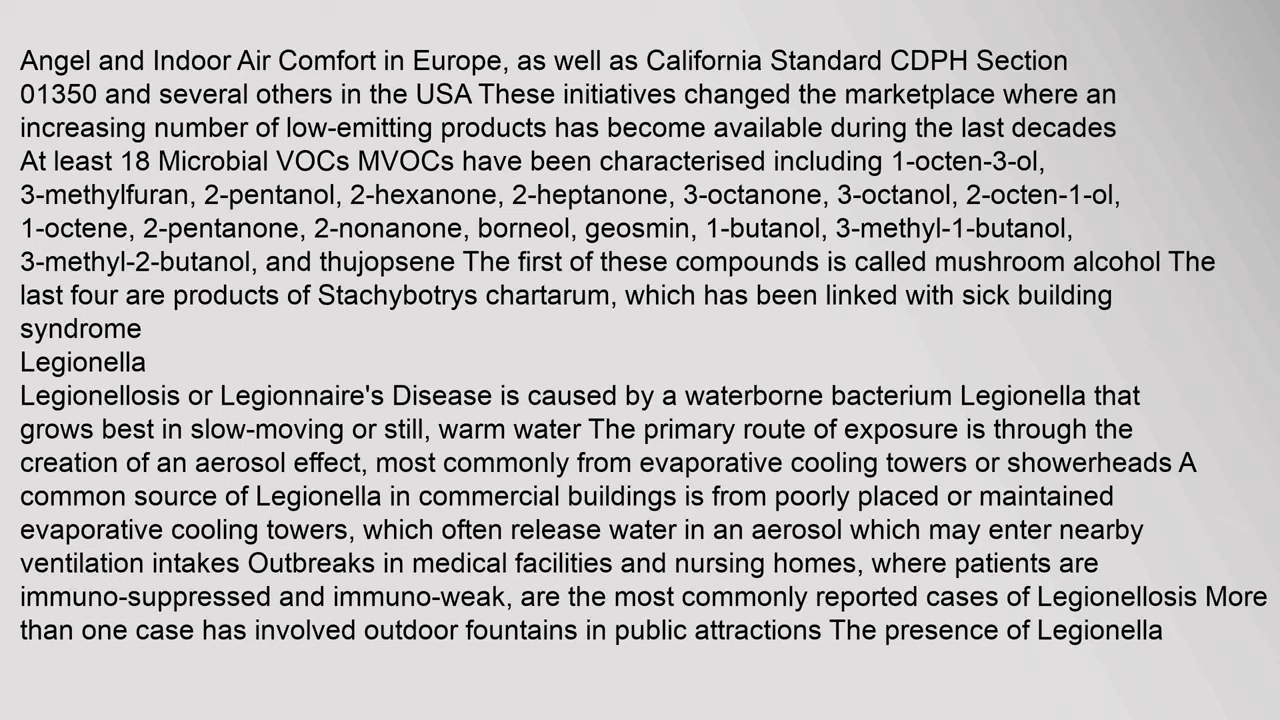 Angel and Indoor Air Comfort in Europe, as well as California Standard CDPH Section
01350 and several others in the USA These initiatives changed the marketplace where an
increasing number of low-emitting products has become available during the last decades
At least 18 Microbial VOCs MVOCs have been characterised including 1-octen-3-ol,
3-methylfuran, 2-pentanol, 2-hexanone, 2-heptanone, 3-octanone, 3-octanol, 2-octen-1-ol,
1-octene, 2-pentanone, 2-nonanone, borneol, geosmin, 1-butanol, 3-methyl-1-butanol,
3-methyl-2-butanol, and thujopsene The first of these compounds is called mushroom alcohol The
last four are products of Stachybotrys chartarum, which has been linked with sick building
syndrome
Legionella
Legionellosis or Legionnaire's Disease is caused by a waterborne bacterium Legionella that
grows best in slow-moving or still, warm water The primary route of exposure is through the
creation of an aerosol effect, most commonly from evaporative cooling towers or showerheads A
common source of Legionella in commercial buildings is from poorly placed or maintained
evaporative cooling towers, which often release water in an aerosol which may enter nearby
ventilation intakes Outbreaks in medical facilities and nursing homes, where patients are
immuno-suppressed and immuno-weak, are the most commonly reported cases of Legionellosis More
than one case has involved outdoor fountains in public attractions The presence of Legionella